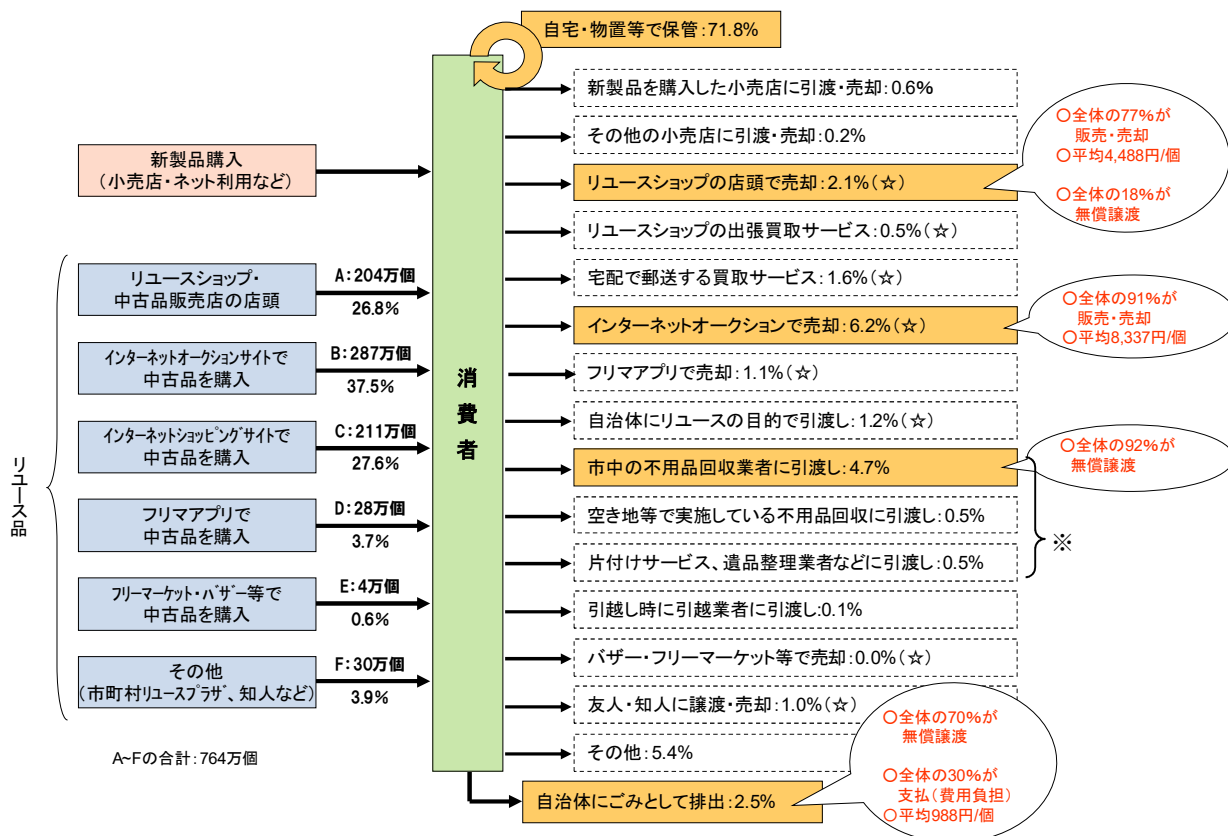 自宅・物置等で保管:71.8%
新製品を購入した小売店に引渡・売却:0.6%
その他の小売店に引渡・売却:0.2%
リユースショップの店頭で売却:2.1%(☆)
リユースショップの出張買取サービス:0.5%(☆)
宅配で郵送する買取サービス:1.6%(☆)
インターネットオークションで売却:6.2%(☆)
フリマアプリで売却:1.1%(☆)
自治体にリユースの目的で引渡し:1.2%(☆)
市中の不用品回収業者に引渡し:4.7%
空き地等で実施している不用品回収に引渡し:0.5%
片付けサービス、遺品整理業者などに引渡し:0.5%
引越し時に引越業者に引渡し:0.1%
バザー・フリーマーケット等で売却:0.0%(☆)
友人・知人に譲渡・売却:1.0%(☆)
その他:5.4%
自治体にごみとして排出:2.5%
○全体の77%が
販売・売却
○平均4,488円/個
○全体の18%が
無償譲渡
○全体の91%が
販売・売却
○平均8,337円/個
○全体の92%が
無償譲渡
※
○全体の70%が
無償譲渡
○全体の30%が
支払(費用負担)
○平均988円/個
消費者
新製品購入
(小売店・ネット利用など)
リユース品
リユースショップ・
中古品販売店の店頭
A:204万個
26.8%
インターネットオークションサイトで
中古品を購入
B:287万個
37.5%
インターネットショッピングサイトで
中古品を購入
C:211万個
27.6%
フリマアプリで
中古品を購入
D:28万個
3.7%
フリーマーケット・バザー等で
中古品を購入
E:4万個
0.6%
その他
(市町村リユースプラザ、知人など)
F:30万個
3.9%
A~Fの合計:764万個